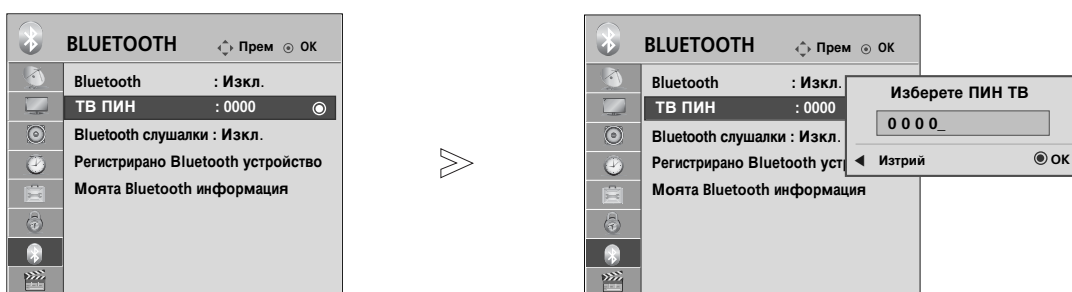 BLUETOOTH Прем OK
Bluetooth : Изкл.
ТВ ПИН : 0000
Bluetooth слушалки : Изкл.
Регистрирано Bluetooth устройство
Моята Bluetooth информация
BLUETOOTH Прем OK
Bluetooth : Изкл.
ТВ ПИН : 0000
Bluetooth слушалки : Изкл.
Регистрирано Bluetooth уст
Моята Bluetooth информация
Изберете ПИН ТВ
0 0 0 0_
Изтрий ОК